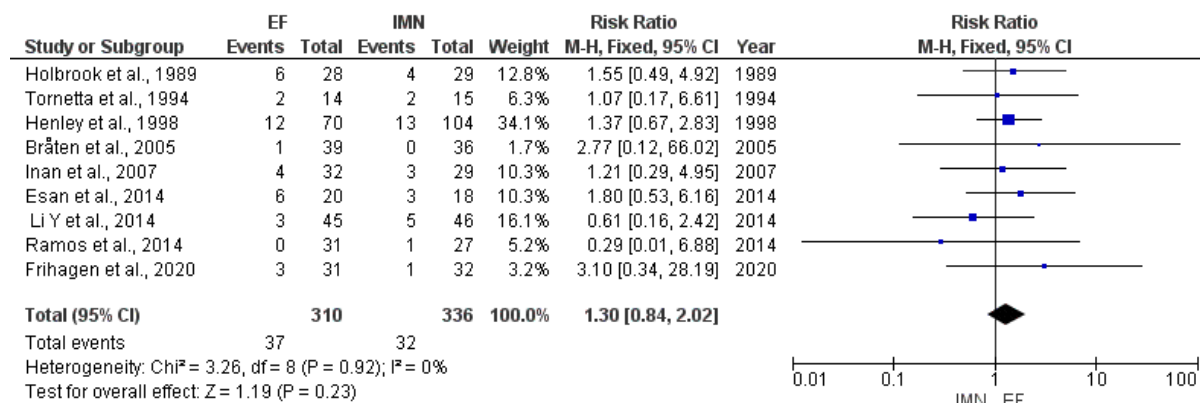 EF IMN Risk Ratio Risk Ratio
Study or Subgroup Events Total Events Total Weight M-H, Fixed, 95% CI Year M-H, Fixed, 95% CI
Holbrook et al., 1989 6 28 4 29 12.8% 1.55 [0.49, 4.92] 1989
Tornetta et al., 1994 2 14 2 15 6.3% 1.07 [0.17, 6.61] 1994
Henley et al., 1998 12 70 13 104 34.1% 1.37 [0.67, 2.83] 1998
Bråten et al., 2005 1 39 0 36 1.7% 2.77 [0.12, 66.02] 2005
Inan et al., 2007 4 32 3 29 10.3% 1.21 [0.29, 4.95] 2007
Esan et al., 2014 6 20 3 18 10.3% 1.80 [0.53, 6.16] 2014
Li Y et al., 2014 3 45 5 46 16.1% 0.61 [0.16, 2.42] 2014
Ramos et al., 2014 0 31 1 27 5.2% 0.29 [0.01, 6.88] 2014
Frihagen et al., 2020 3 31 1 32 3.2% 3.10 [0.34, 28.19] 2020
Total (95% CI) 310 336 100.0% 1.30 [0.84, 2.02]
Total events 37 32
Heterogeneity: Chi² = 3.26, df = 8 (P = 0.92); I² = 0%
Test for overall effect: Z = 1.19 (P = 0.23)
0.01 0.1 1 10 100
IMN EF